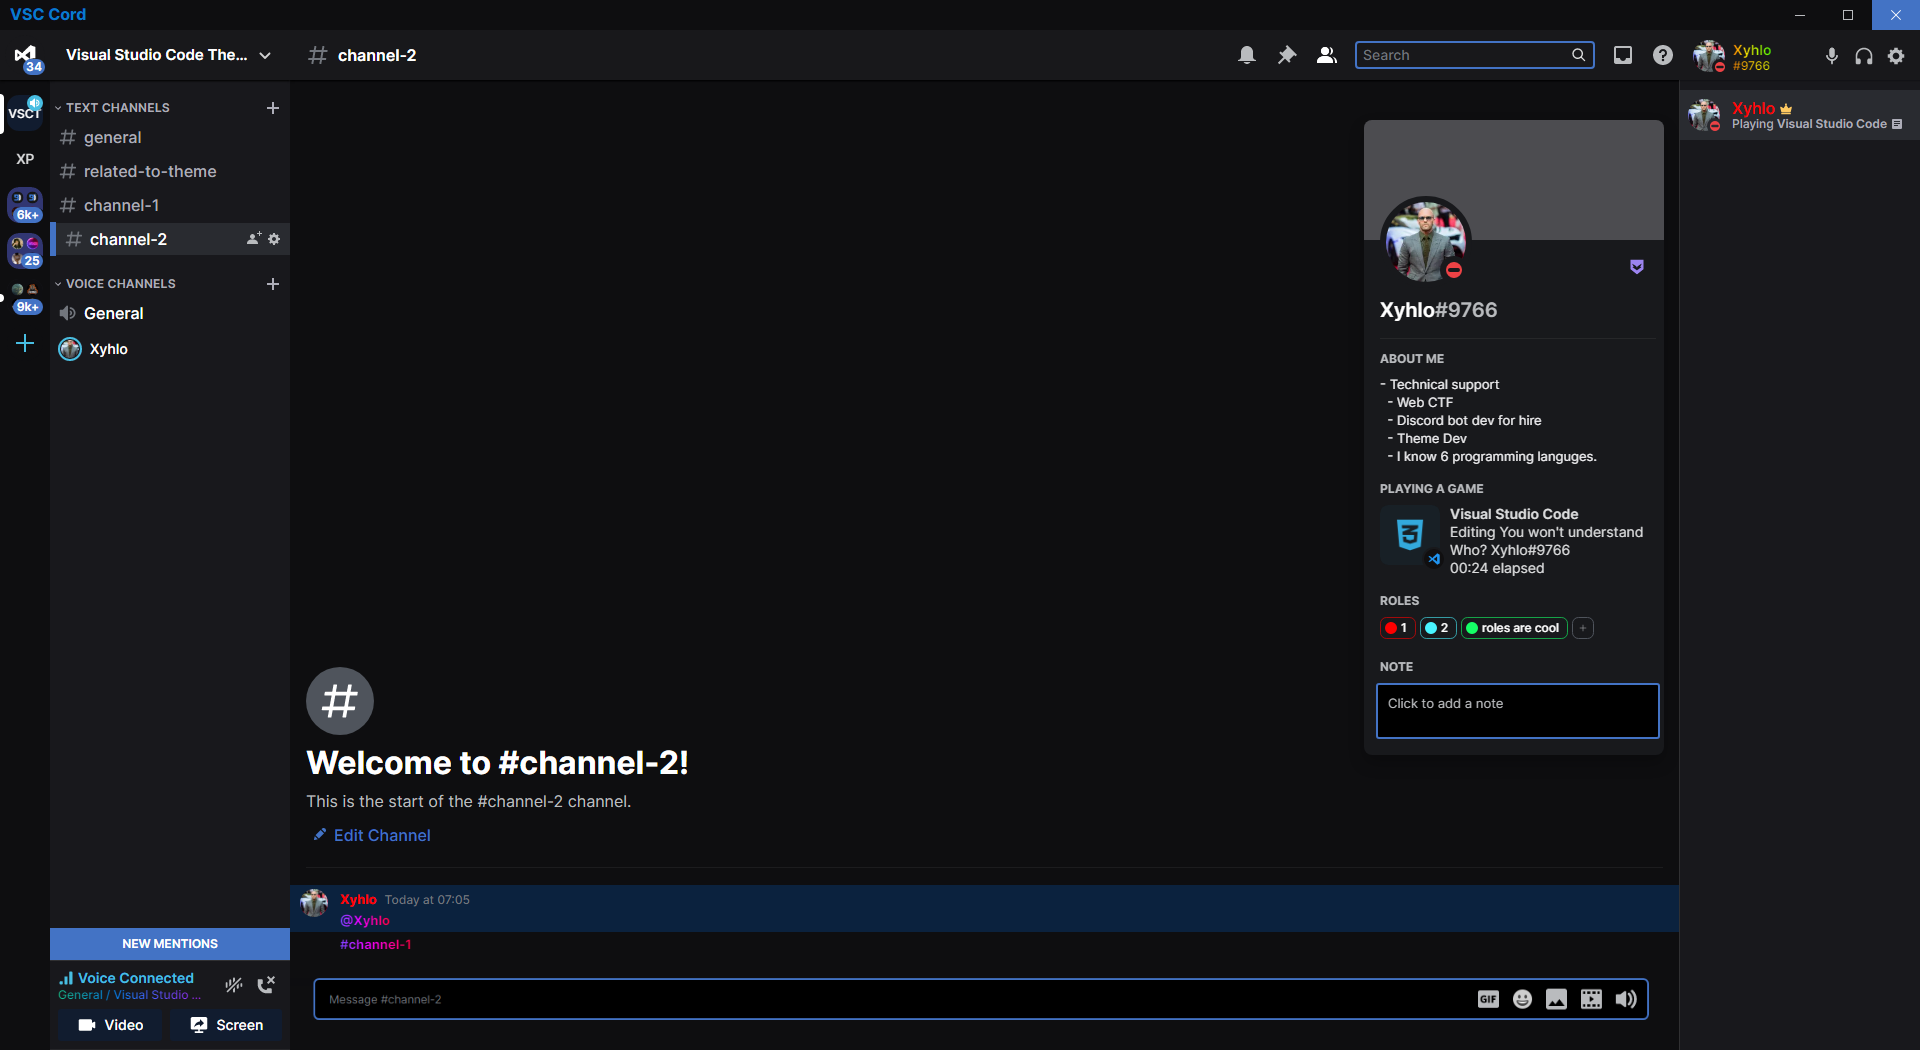 VSC Cord
34
Visual Studio Code The...
channel-2
Search
Xyhlo
#9766
VSCT
XP
6k+
25
9k+
TEXT CHANNELS
general
related-to-theme
channel-1
channel-2
VOICE CHANNELS
General
Xyhlo
NEW MENTIONS
Voice Connected
General / Visual Studio ...
Video
Screen
Welcome to #channel-2!
This is the start of the #channel-2 channel.
Edit Channel
Xyhlo Today at 07:05
@Xyhlo
#channel-1
Message #channel-2
GIF
Xyhlo#9766
ABOUT ME
- Technical support
- Web CTF
- Discord bot dev for hire
- Theme Dev
- I know 6 programming languges.
PLAYING A GAME
Visual Studio Code
Editing You won't understand
Who? Xyhlo#9766
00:24 elapsed
ROLES
1 2 roles are cool +
NOTE
Click to add a note
Xyhlo
Playing Visual Studio Code